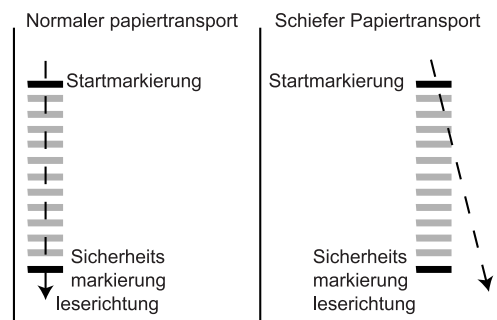 Normaler papiertransport
Startmarkierung
Sicherheits
markierung
leserichtung
Schiefer Papiertransport
Startmarkierung
Sicherheits
markierung
leserichtung